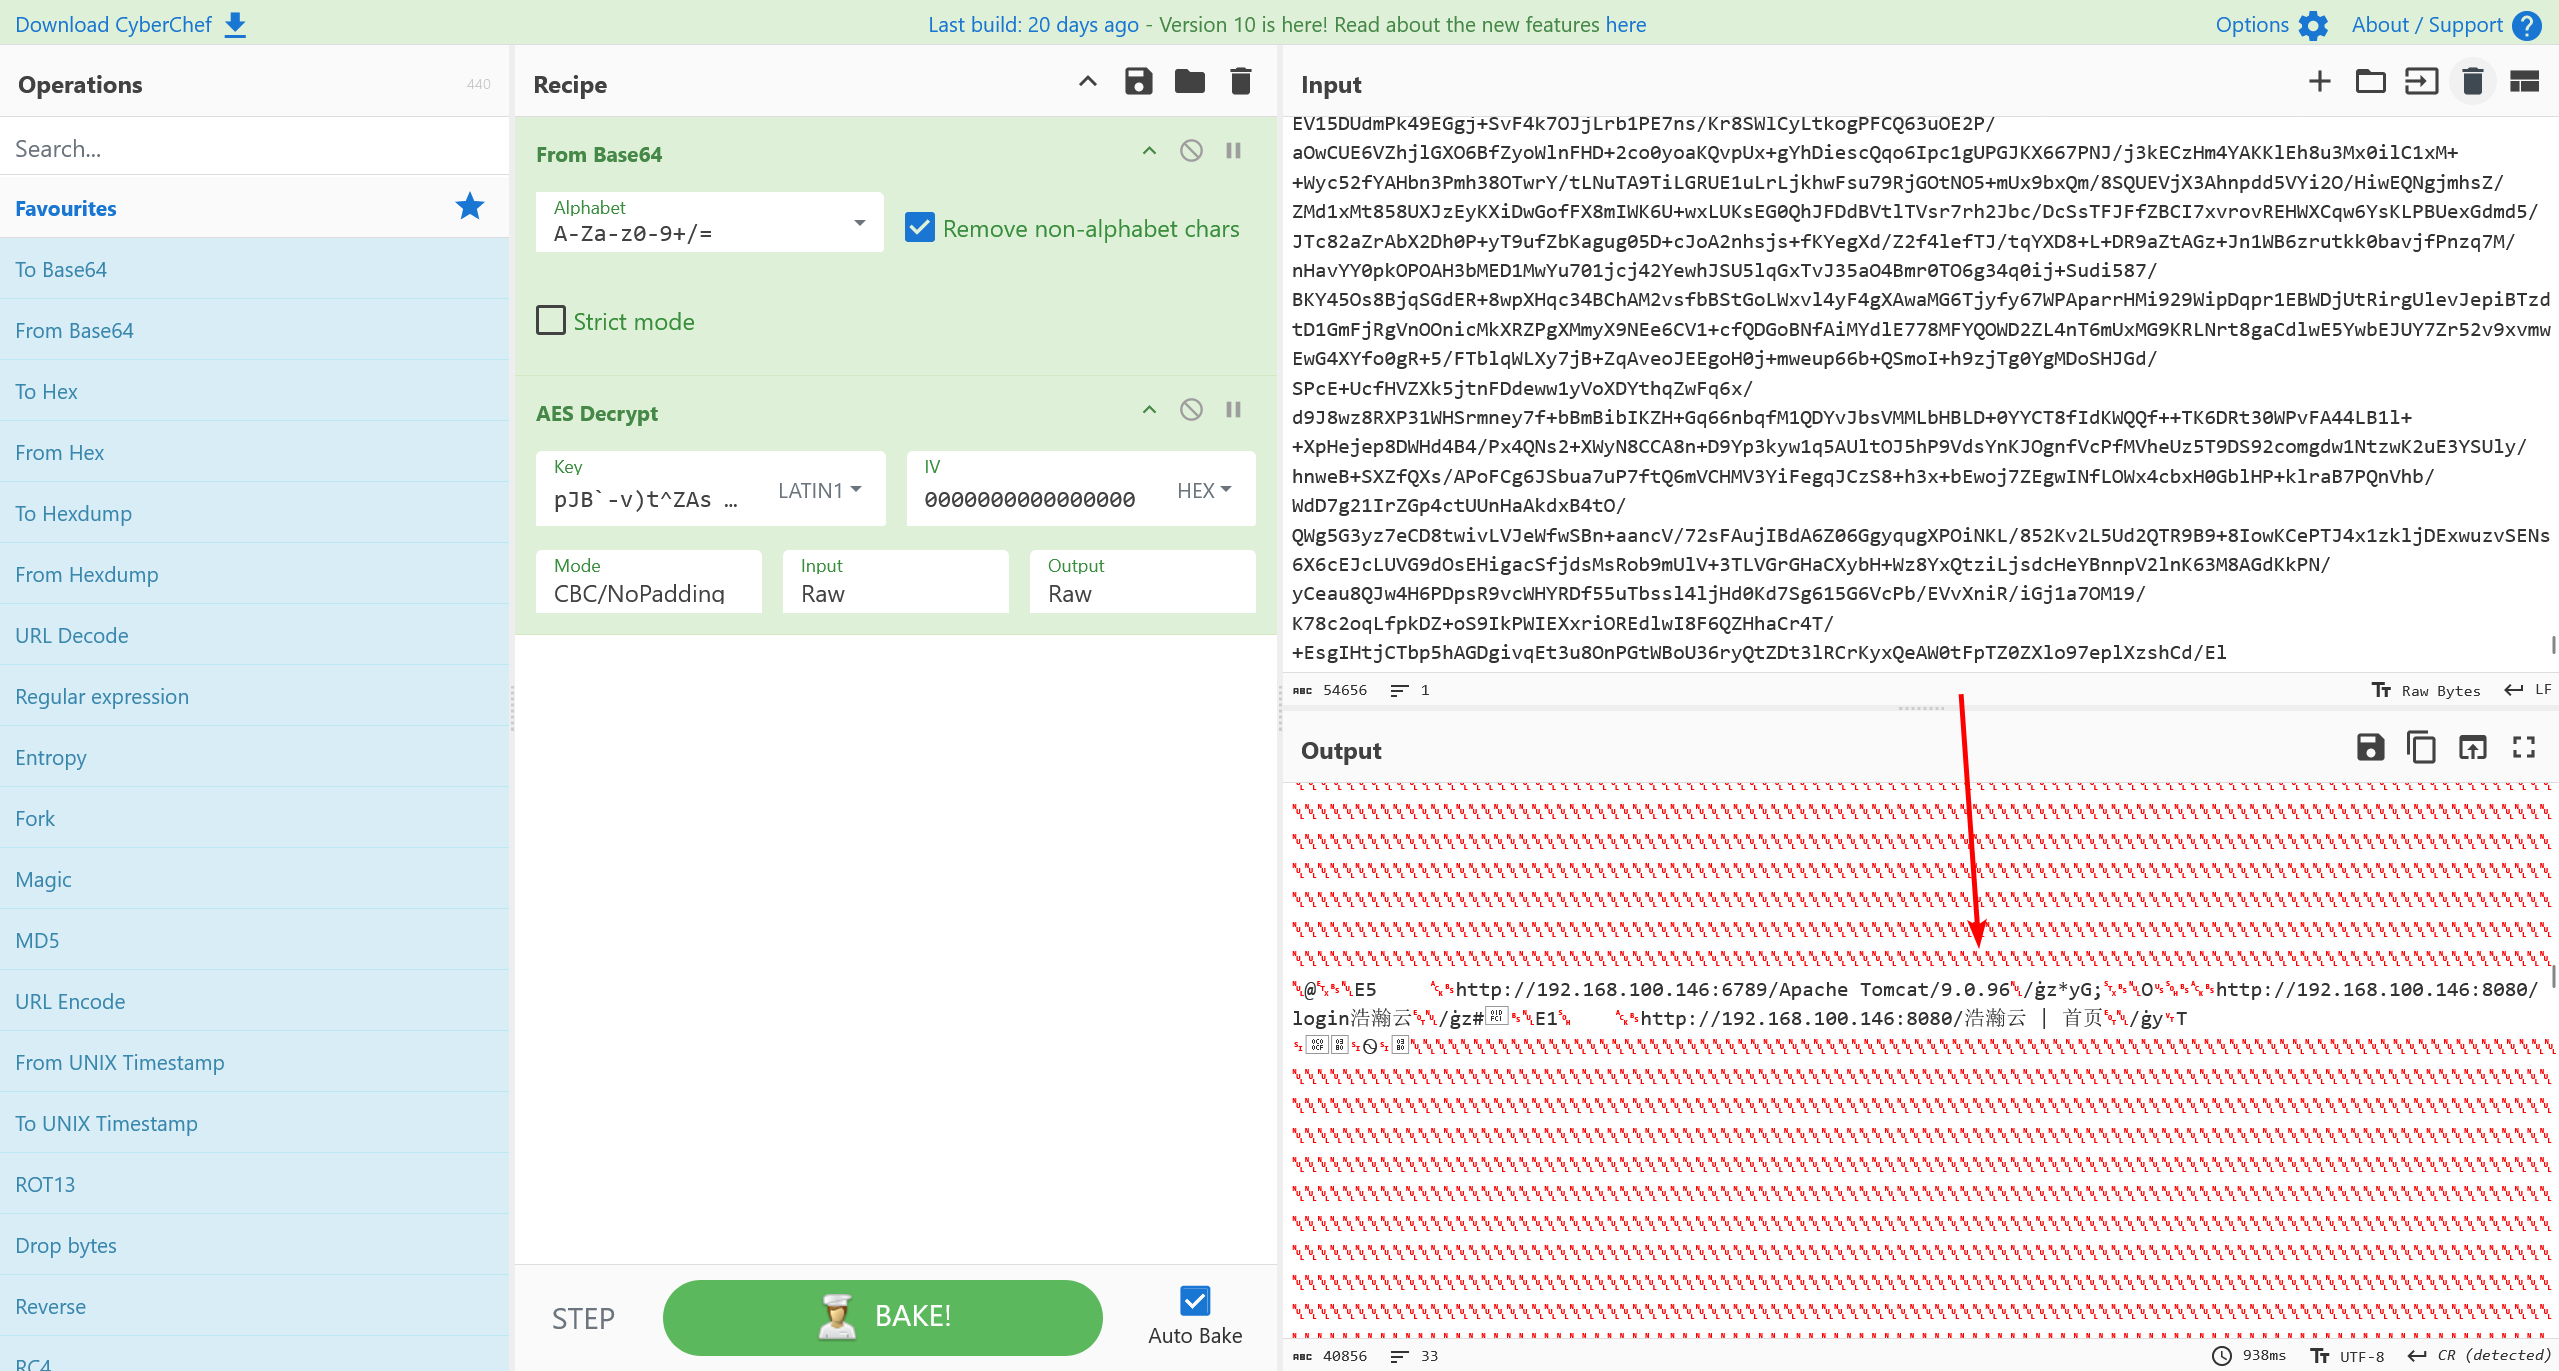 Download CyberChef
Last build: 20 days ago - Version 10 is here! Read about the new features here
Options
About / Support
Operations
440
Search...
Favourites
To Base64
From Base64
To Hex
From Hex
To Hexdump
From Hexdump
URL Decode
Regular expression
Entropy
Fork
Magic
MD5
URL Encode
From UNIX Timestamp
To UNIX Timestamp
ROT13
Drop bytes
Reverse
RC4
Recipe
From Base64
Alphabet
A-Za-z0-9+/=
Remove non-alphabet chars
Strict mode
AES Decrypt
Key
pJB`-v)t^ZAs …
LATIN1
IV
0000000000000000
HEX
Mode
CBC/NoPadding
Input
Raw
Output
Raw
STEP
BAKE!
Auto Bake
Input
EV15DUdmPk49EGgj+SvF4k7OJjLrb1PE7ns/Kr8SWlCyLtkogPFCQ63uOE2P/
aOwCUE6VZhjlGXO6BfZyoWlnFHD+2co0yoaKQvpUx+gYhDiescQqo6Ipc1gUPGJKX667PNJ/j3kECzHm4YAKKlEh8u3Mx0ilC1xM+
+Wyc52fYAHbn3Pmh38OTwrY/tLNuTA9TiLGRUE1uLrLjkhwFsu79RjGOtNO5+mUx9bxQm/8SQUEVjX3Ahnpdd5VYi2O/HiwEQNgjmhsZ/
ZMd1xMt858UXJzEyKXiDwGofFX8mIWK6U+wxLUKsEG0QhJFDdBVtlTVsr7rh2Jbc/DcSsTFJFfZBCI7xvrovREHWXCqw6YsKLPBUexGdmd5/
JTc82aZrAbX2Dh0P+yT9ufZbKagug05D+cJoA2nhsjs+fKYegXd/Z2f4lefTJ/tqYXD8+L+DR9aZtAGz+Jn1WB6zrutkk0bavjfPnzq7M/
nHavYY0pkOPOAH3bMED1MwYu701jcj42YewhJSU5lqGxTvJ35aO4Bmr0TO6g34q0ij+Sudi587/
BKY45Os8BjqSGdER+8wpXHqc34BChAM2vsfbBStGoLWxvl4yF4gXAwaMG6Tjyfy67WPAparrHMi929WipDqpr1EBWDjUtRirgUlevJepiBTzd
tD1GmFjRgVnOOnicMkXRZPgXMmyX9NEe6CV1+cfQDGoBNfAiMYdlE778MFYQOWD2ZL4nT6mUxMG9KRLNrt8gaCdlwE5YwbEJUY7Zr52v9xvmw
EwG4XYfo0gR+5/FTblqWLXy7jB+ZqAveoJEEgoH0j+mweup66b+QSmoI+h9zjTg0YgMDoSHJGd/
SPcE+UcfHVZXk5jtnFDdeww1yVoXDYthqZwFq6x/
d9J8wz8RXP31WHSrmney7f+bBmBibIKZH+Gq66nbqfM1QDYvJbsVMMLbHBLD+0YYCT8fIdKWQQf++TK6DRt30WPvFA44LB1l+
+XpHejep8DWHd4B4/Px4QNs2+XWyN8CCA8n+D9Yp3kyw1q5AUltOJ5hP9VdsYnKJOgnfVcPfMVheUz5T9DS92comgdw1NtzwK2uE3YSUly/
hnweB+SXZfQXs/APoFCg6JSbua7uP7ftQ6mVCHMV3YiFegqJCzS8+h3x+bEwoj7ZEgwINfLOWx4cbxH0GblHP+klraB7PQnVhb/
WdD7g21IrZGp4ctUUnHaAkdxB4tO/
QWg5G3yz7eCD8twivLVJeWfwSBn+aancV/72sFAujIBdA6Z06GgyqugXPOiNKL/852Kv2L5Ud2QTR9B9+8IowKCePTJ4x1zkljDExwuzvSENs
6X6cEJcLUVG9dOsEHigacSfjdsMsRob9mUlV+3TLVGrGHaCXybH+Wz8YxQtziLjsdcHeYBnnpV2lnK63M8AGdKkPN/
yCeau8QJw4H6PDpsR9vcWHYRDf55uTbssl4ljHd0Kd7Sg615G6VcPb/EVvXniR/iGj1a7OM19/
K78c2oqLfpkDZ+oS9IkPWIEXxriOREdlwI8F6QZHhaCr4T/
+EsgIHtjCTbp5hAGDgivqEt3u8OnPGtWBoU36ryQtZDt3lRCrKyxQeAW0tFpTZ0ZXlo97eplXzshCd/El
54656
1
Raw Bytes
LF
Output
@ E5 http://192.168.100.146:6789/Apache Tomcat/9.0.96 /ġz*yG; O http://192.168.100.146:8080/
login浩瀚云 /ġz# E1 http://192.168.100.146:8080/浩瀚云 | 首页 /ġy T
40856
33
938ms
UTF-8
CR (detected)